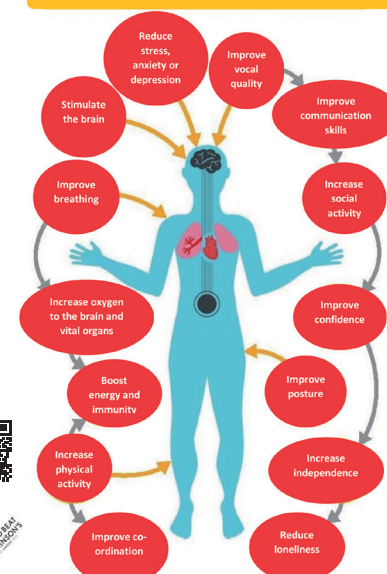 Reduce
stress,
anxiety or
depression
Improve
vocal
quality
Stimulate
the brain
Improve
communication
skills
Improve
breathing
Increase
social
activity
Increase oxygen
to the brain and
vital organs
Improve
confidence
Boost
energy and
immunity
Improve
posture
Increase
physical
activity
Increase
independence
Improve co-
ordination
Reduce
loneliness
BEAT